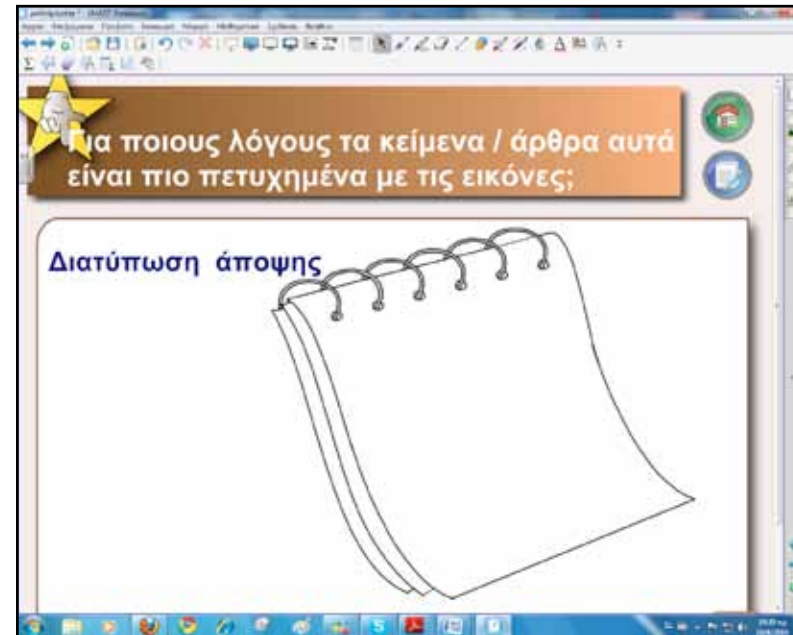 Για ποιους λόγους τα κείμενα / άρθρα αυτά
είναι πιο πετυχημένα με τις εικόνες;
Διατύπωση άποψης